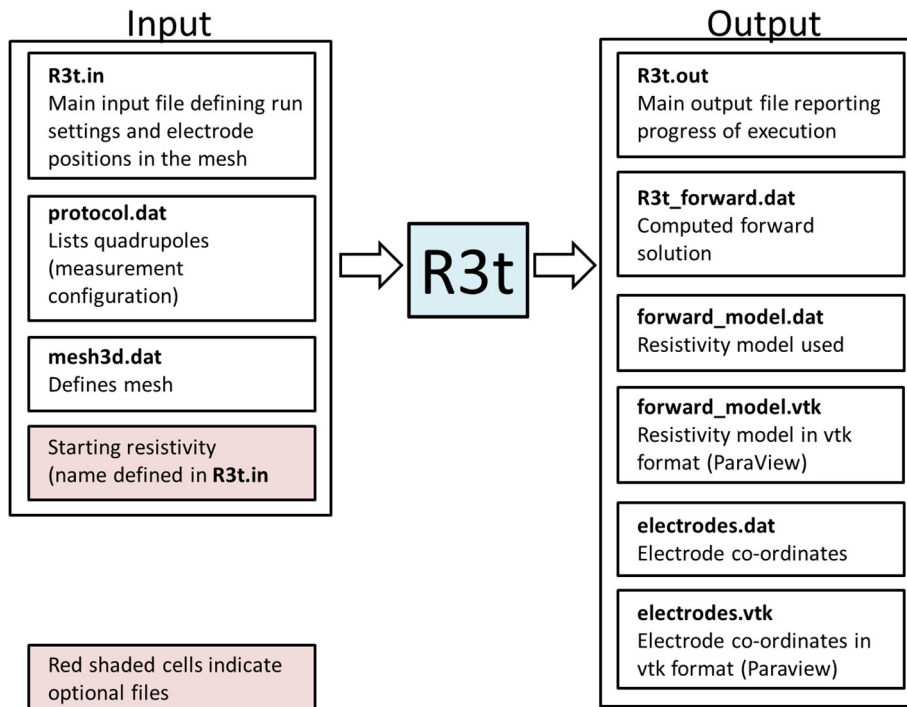 Input
R3t.in
Main input file defining run
settings and electrode
positions in the mesh
protocol.dat
Lists quadrupoles
(measurement
configuration)
mesh3d.dat
Defines mesh
Starting resistivity
(name defined in R3t.in
Red shaded cells indicate
optional files
R3t
Output
R3t.out
Main output file reporting
progress of execution
R3t_forward.dat
Computed forward
solution
forward_model.dat
Resistivity model used
forward_model.vtk
Resistivity model in vtk
format (ParaView)
electrodes.dat
Electrode co-ordinates
electrodes.vtk
Electrode co-ordinates in
vtk format (Paraview)